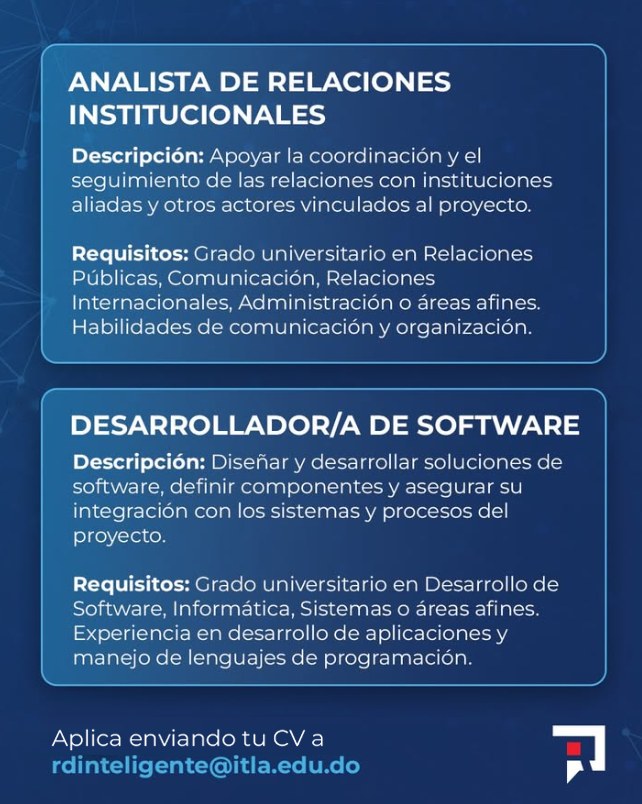 ANALISTA DE RELACIONES
INSTITUCIONALES
Descripción: Apoyar la coordinación y el
seguimiento de las relaciones con instituciones
aliadas y otros actores vinculados al proyecto.
Requisitos: Grado universitario en Relaciones
Públicas, Comunicación, Relaciones
Internacionales, Administración o áreas afines.
Habilidades de comunicación y organización.
DESARROLLADOR/A DE SOFTWARE
Descripción: Diseñar y desarrollar soluciones de
software, definir componentes y asegurar su
integración con los sistemas y procesos del
proyecto.
Requisitos: Grado universitario en Desarrollo de
Software, Informática, Sistemas o áreas afines.
Experiencia en desarrollo de aplicaciones y
manejo de lenguajes de programación.
Aplica enviando tu CV a
rdinteligente@itla.edu.do